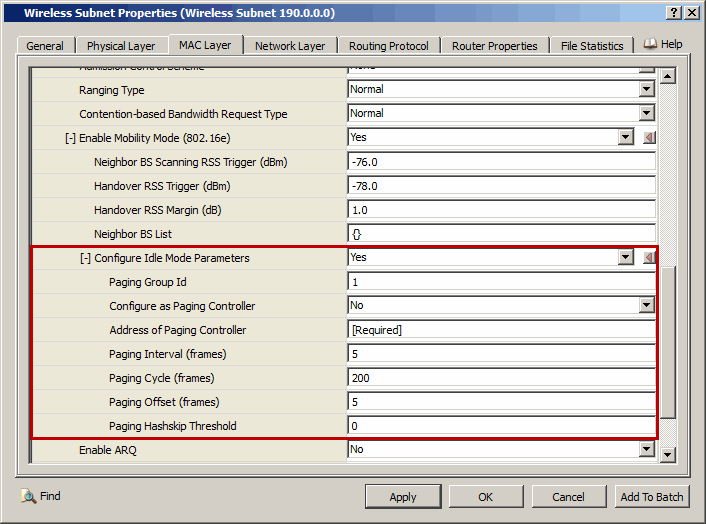 Wireless Subnet Properties (Wireless Subnet 190.0.0.0) ? ×
General Physical Layer MAC Layer Network Layer Routing Protocol Router Properties File Statistics Help
Admission Control Scheme None
Ranging Type Normal
Contention-based Bandwidth Request Type Normal
[-] Enable Mobility Mode (802.16e) Yes
Neighbor BS Scanning RSS Trigger (dBm) -76.0
Handover RSS Trigger (dBm) -78.0
Handover RSS Margin (dB) 1.0
Neighbor BS List {}
[-] Configure Idle Mode Parameters Yes
Paging Group Id 1
Configure as Paging Controller No
Address of Paging Controller [Required]
Paging Interval (frames) 5
Paging Cycle (frames) 200
Paging Offset (frames) 5
Paging Hashskip Threshold 0
Enable ARQ No
Find Apply OK Cancel Add To Batch